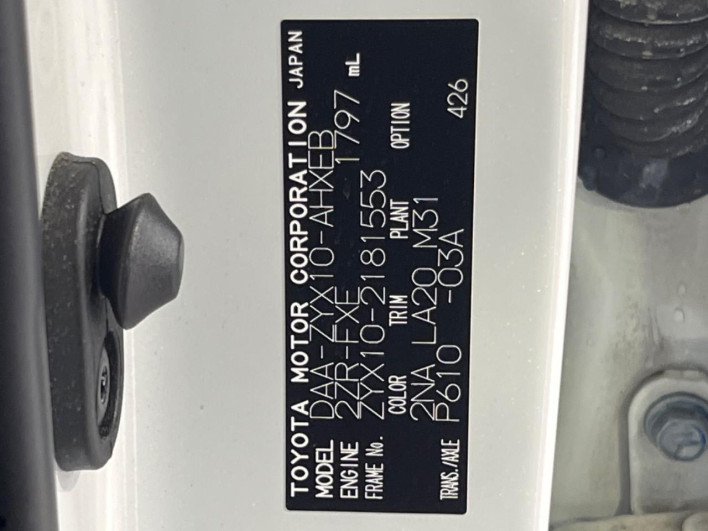 TOYOTA MOTOR CORPORATION JAPAN
MODEL DAA-ZYX10-AHXEB
ENGINE 2ZR-FXE 1797 mL
FRAME No. ZYX10-2181553
COLOR TRIM PLANT OPTION
2NA LA20 M31
TRANS./AXLE P610 -03A 426